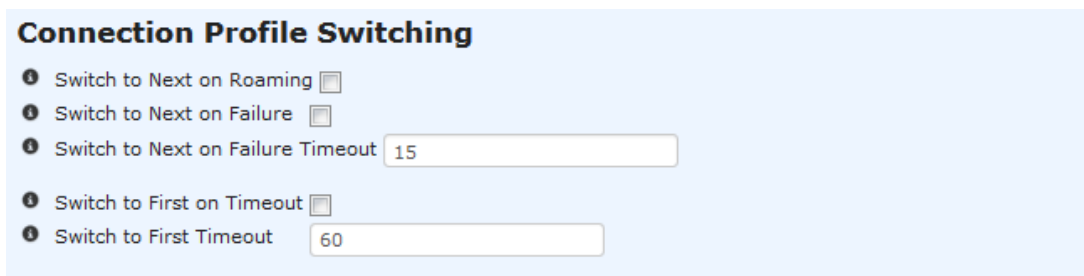 Connection Profile Switching
Switch to Next on Roaming
Switch to Next on Failure
Switch to Next on Failure Timeout 15
Switch to First on Timeout
Switch to First Timeout 60